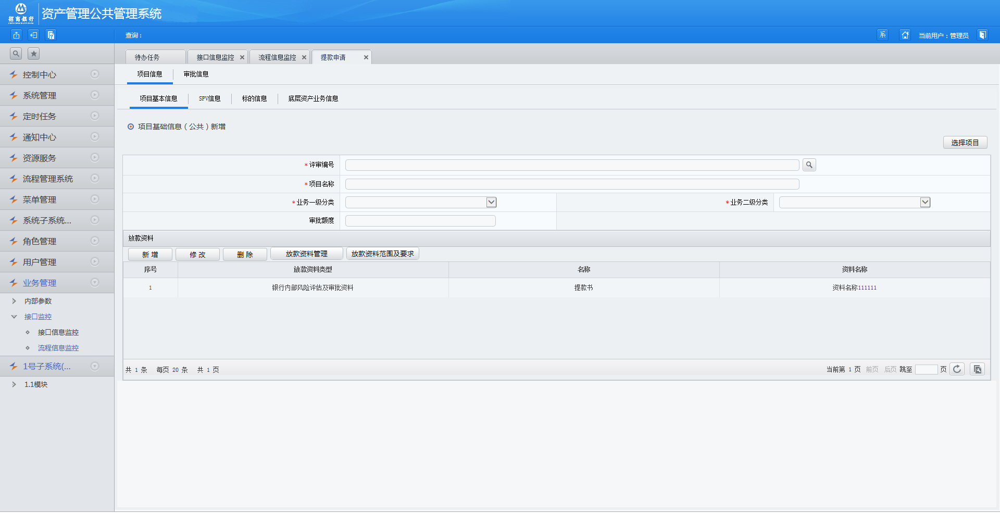 招商银行
资产管理公共管理系统
查询：
系
当前用户：管理员
待办任务
接口信息监控
流程信息监控
提款申请
控制中心
系统管理
定时任务
通知中心
资源服务
流程管理系统
菜单管理
系统子系统...
角色管理
用户管理
业务管理
内部参数
接口监控
接口信息监控
流程信息监控
1号子系统(...
1.1模块
项目信息
审批信息
项目基本信息
SPV信息
标的信息
底层资产业务信息
项目基础信息（公共）新增
选择项目
*评审编号
*项目名称
*业务一级分类
*业务二级分类
审批额度
放款资料
新 增
修 改
删 除
放款资料管理
放款资料范围及要求
序号 放款资料类型 名称 资料名称
1 银行内部风险评估及审批资料 提款书 资料名称111111
共 1 条 每页 20 条 共 1 页
当前第 1 页 前页 后页 跳至 页